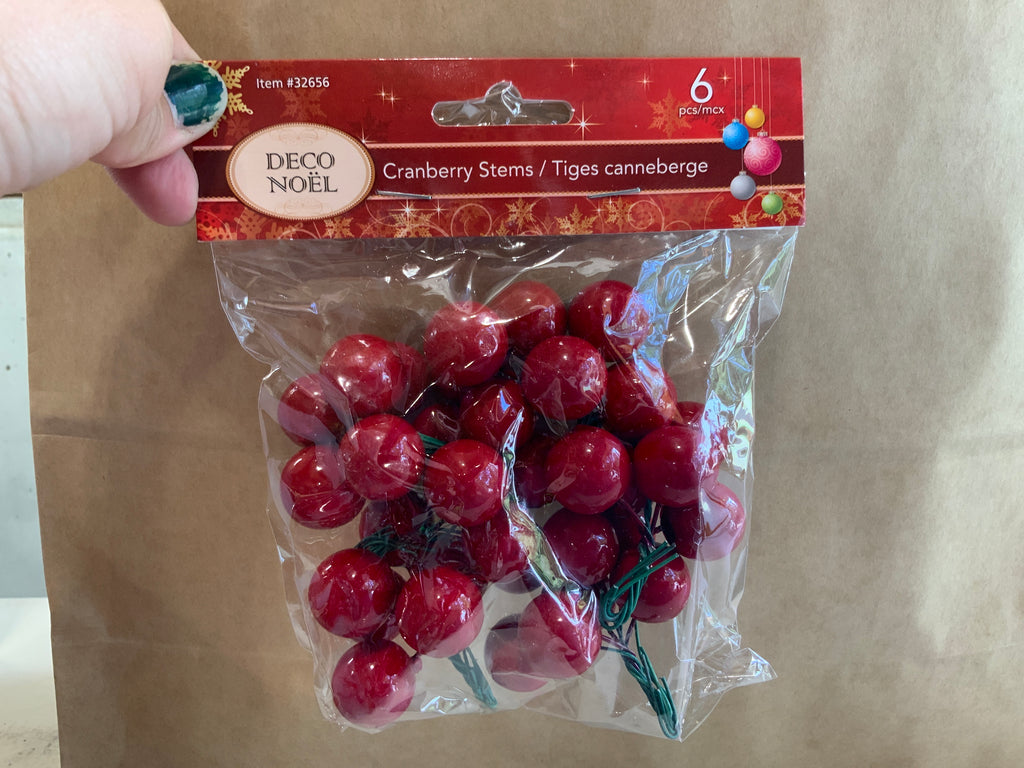 Item #32656
6
pcs/mcx
DECO
NOËL
Cranberry Stems / Tiges canneberge